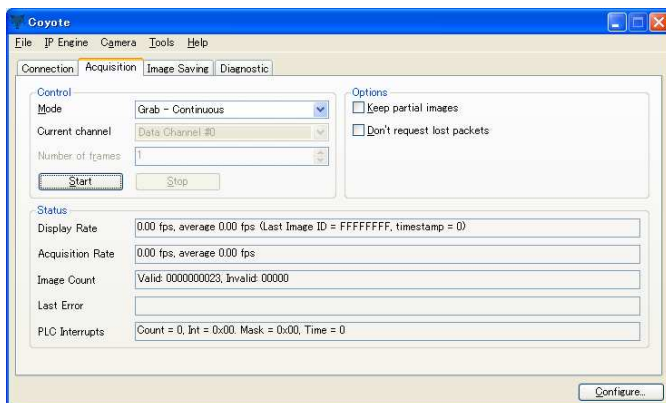 Coyote
File IP Engine Camera Tools Help
Connection Acquisition Image Saving Diagnostic
Control
Mode Grab - Continuous
Current channel Data Channel #0
Number of frames 1
Start Stop
Options
Keep partial images
Don't request lost packets
Status
Display Rate 0.00 fps, average 0.00 fps (Last Image ID = FFFFFFFF, timestamp = 0)
Acquisition Rate 0.00 fps, average 0.00 fps
Image Count Valid: 0000000023, Invalid: 00000
Last Error
PLC Interrupts Count = 0, Int = 0x00. Mask = 0x00, Time = 0
Configure...